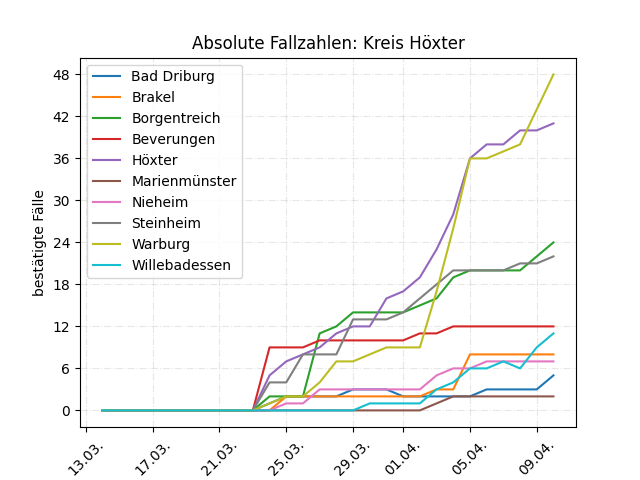 Absolute Fallzahlen: Kreis Höxter
bestätigte Fälle
48
42
36
30
24
18
12
6
0
Bad Driburg
Brakel
Borgentreich
Beverungen
Höxter
Marienmünster
Nieheim
Steinheim
Warburg
Willebadessen
13.03. 17.03. 21.03. 25.03. 29.03. 01.04. 05.04. 09.04.